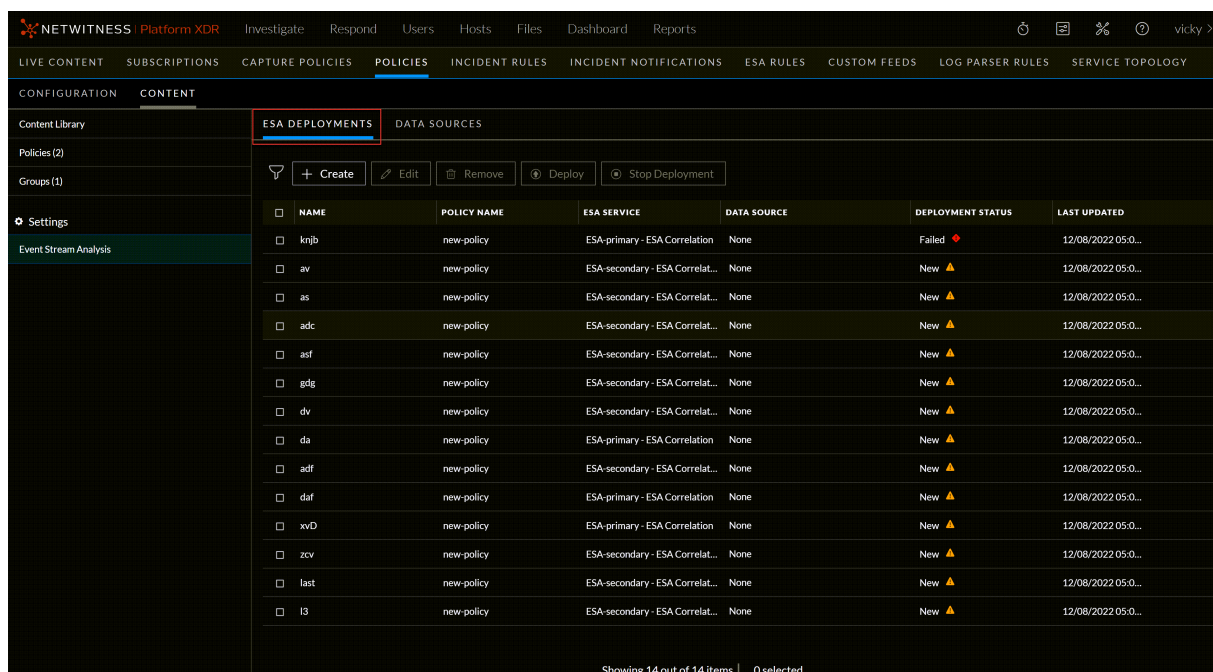 NETWITNESS Platform XDR Investigate Respond Users Hosts Files Dashboard Reports vicky
LIVE CONTENT SUBSCRIPTIONS CAPTURE POLICIES POLICIES INCIDENT RULES INCIDENT NOTIFICATIONS ESA RULES CUSTOM FEEDS LOG PARSER RULES SERVICE TOPOLOGY
CONFIGURATION CONTENT
Content Library
Policies (2)
Groups (1)
Settings
Event Stream Analysis
ESA DEPLOYMENTS DATA SOURCES
+ Create Edit Remove Deploy Stop Deployment
NAME POLICY NAME ESA SERVICE DATA SOURCE DEPLOYMENT STATUS LAST UPDATED
knjb new-policy ESA-primary - ESA Correlation None Failed 12/08/2022 05:0...
av new-policy ESA-secondary - ESA Correlat... None New 12/08/2022 05:0...
as new-policy ESA-secondary - ESA Correlat... None New 12/08/2022 05:0...
adc new-policy ESA-secondary - ESA Correlat... None New 12/08/2022 05:0...
asf new-policy ESA-secondary - ESA Correlat... None New 12/08/2022 05:0...
gdg new-policy ESA-secondary - ESA Correlat... None New 12/08/2022 05:0...
dv new-policy ESA-secondary - ESA Correlat... None New 12/08/2022 05:0...
da new-policy ESA-primary - ESA Correlation None New 12/08/2022 05:0...
adf new-policy ESA-secondary - ESA Correlat... None New 12/08/2022 05:0...
daf new-policy ESA-primary - ESA Correlation None New 12/08/2022 05:0...
xvD new-policy ESA-primary - ESA Correlation None New 12/08/2022 05:0...
zcv new-policy ESA-secondary - ESA Correlat... None New 12/08/2022 05:0...
last new-policy ESA-secondary - ESA Correlat... None New 12/08/2022 05:0...
l3 new-policy ESA-secondary - ESA Correlat... None New 12/08/2022 05:0...
Showing 14 out of 14 items | 0 selected